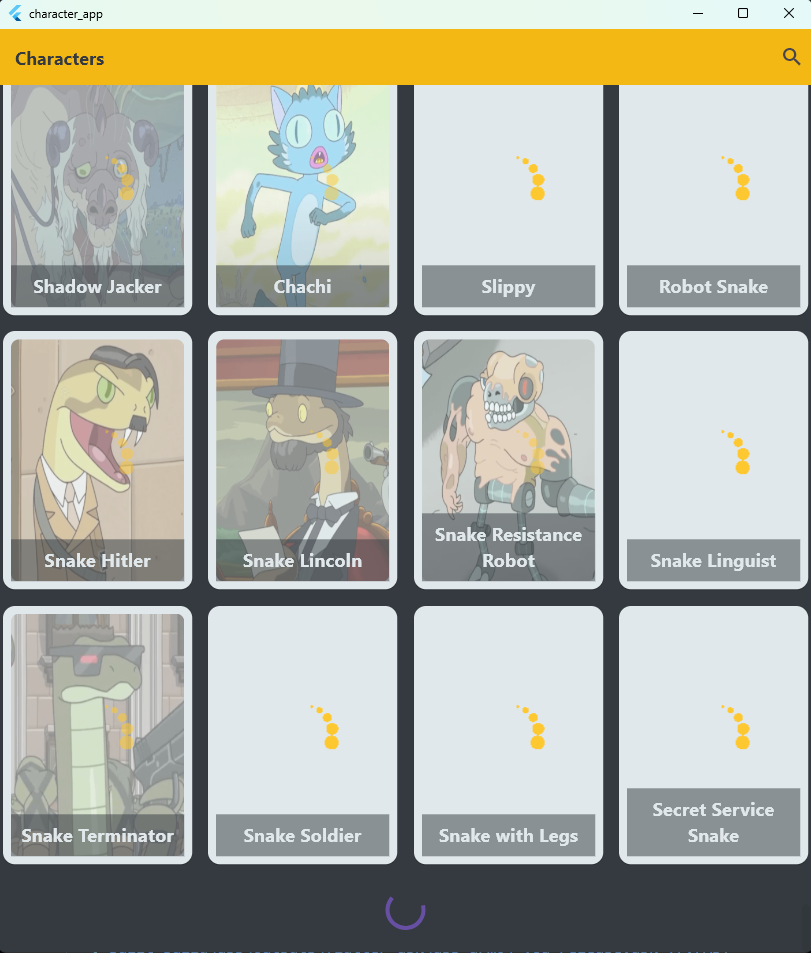 character_app
Characters
Shadow Jacker
Chachi
Slippy
Robot Snake
Snake Hitler
Snake Lincoln
Snake Resistance
Robot
Snake Linguist
Snake Terminator
Snake Soldier
Snake with Legs
Secret Service
Snake